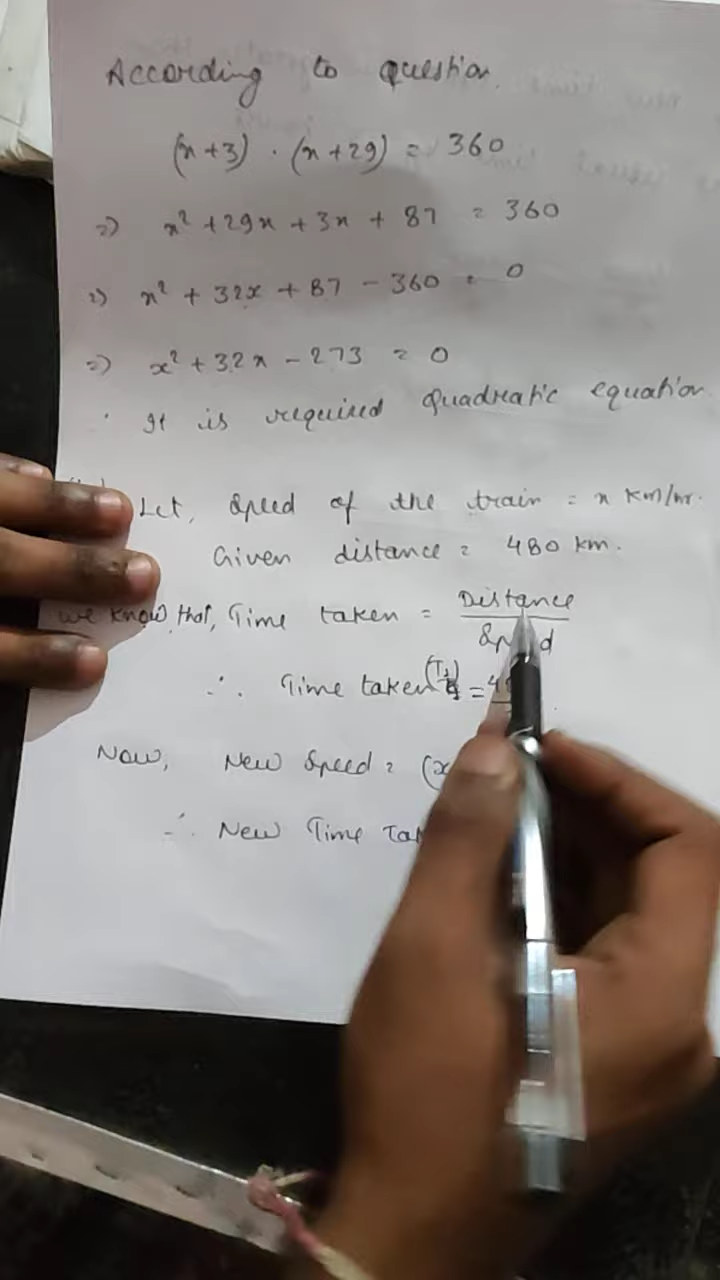 According to question.
(x+3) . (x+29) = 360
=) x² + 29x + 3x + 87 = 360
=) x² + 32x + 87 - 360 = 0
=) x² + 32x - 273 = 0
∴ It is required Quadratic equation
Let, Speed of the train = x km/hr.
Given distance = 480 km.
we know that, Time taken = Distance / Speed
∴ Time taken (T₁) =
Now, New Speed = (x
∴ New Time